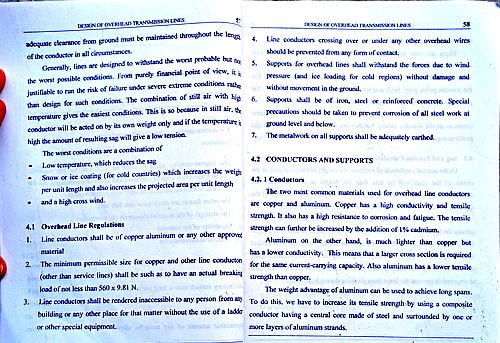 DESIGN OF OVERHEAD TRANSMISSION LINES 5
adequate clearance from ground must be maintained throughout the length
of the conductor in all circumstances.
Generally, lines are designed to withstand the worst probable but not
the worst possible conditions. From purely financial point of view, it is
justifiable to run the risk of failure under severe extreme conditions rather
than design for such conditions. The combination of still air with high
temperature gives the easiest conditions. This is so because in still air, the
conductor will be acted on by its own weight only and if the temperature is
high the amount of resulting sag will give a low tension.
The worst conditions are a combination of
- Low temperature, which reduces the sag
- Snow or ice coating (for cold countries) which increases the weight
per unit length and also increases the projected area per unit length
- and a high cross wind.
4.1 Overhead Line Regulations
1. Line conductors shall be of copper aluminum or any other approved
material
2. The minimum permissible size for copper and other line conductors
(other than service lines) shall be such as to have an actual breaking
load of not less than 560 x 9.81 N.
3. Line conductors shall be rendered inaccessible to any person from any
building or any other place for that matter without the use of a ladder
or other special equipment.
DESIGN OF OVERHEAD TRANSMISSION LINES 58
4. Line conductors crossing over or under any other overhead wires
should be prevented from any form of contact.
5. Supports for overhead lines shall withstand the forces due to wind
pressure (and ice loading for cold regions) without damage and
without movement in the ground.
6. Supports shall be of iron, steel or reinforced concrete. Special
precautions should be taken to prevent corrosion of all steel work at
ground level and below.
7. The metalwork on all supports shall be adequately earthed.
4.2 CONDUCTORS AND SUPPORTS
4.2.1 Conductors
The two most common materials used for overhead line conductors
are copper and aluminum. Copper has a high conductivity and tensile
strength. It also has a high resistance to corrosion and fatigue. The tensile
strength can further be increased by the addition of 1% cadmium.
Aluminum on the other hand, is much lighter than copper but
has a lower conductivity. This means that a larger cross section is required
for the same current-carrying capacity. Also aluminum has a lower tensile
strength than copper.
The weight advantage of aluminum can be used to achieve long spans.
To do this, we have to increase its tensile strength by using a composite
conductor having a central core made of steel and surrounded by one or
more layers of aluminum strands.